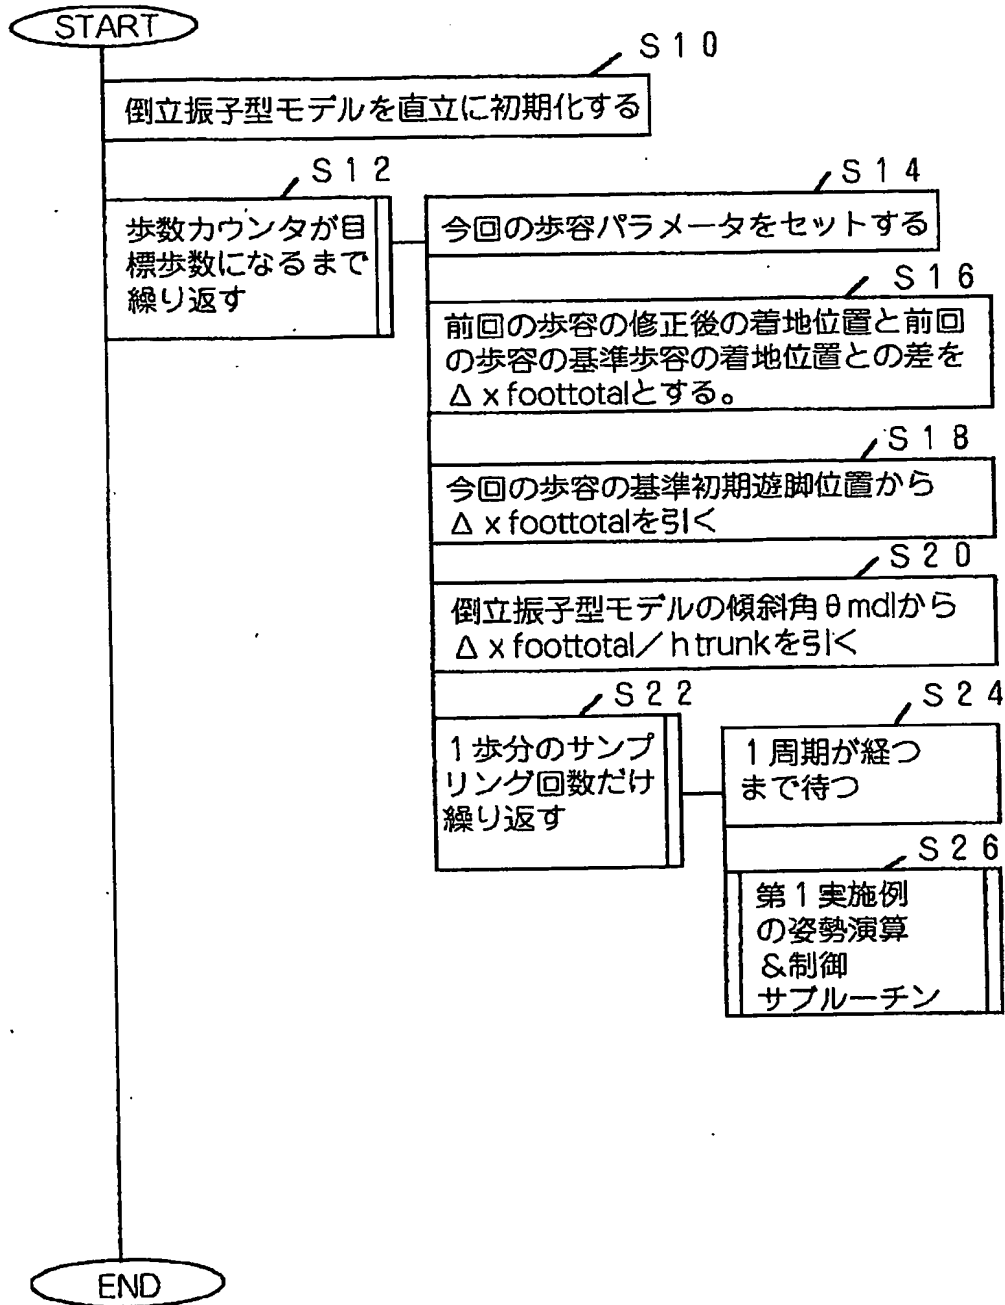 START
S10
倒立振子型モデルを直立に初期化する
S12
歩数カウンタが目
標歩数になるまで
繰り返す
S14
今回の歩容パラメータをセットする
S16
前回の歩容の修正後の着地位置と前回
の歩容の基準歩容の着地位置との差を
Δxfoottotalとする。
S18
今回の歩容の基準初期遊脚位置から
Δxfoottotalを引く
S20
倒立振子型モデルの傾斜角θmdlから
Δxfoottotal/htrunkを引く
S22
1歩分のサンプ
リング回数だけ
繰り返す
S24
1周期が経つ
まで待つ
S26
第1実施例
の姿勢演算
&制御
サブルーチン
END